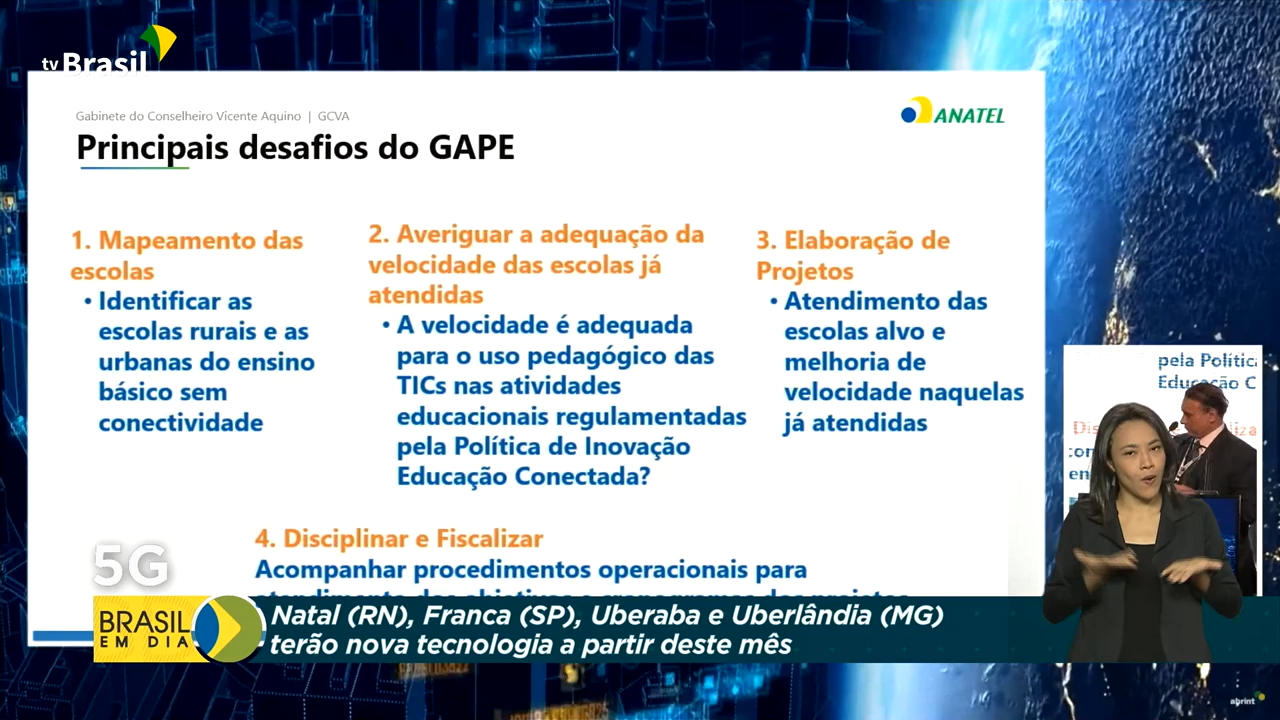 tv Brasil
Gabinete do Conselheiro Vicente Aquino | GCVA
ANATEL
Principais desafios do GAPE
1. Mapeamento das
escolas
• Identificar as
escolas rurais e as
urbanas do ensino
básico sem
conectividade
2. Averiguar a adequação da
velocidade das escolas já
atendidas
• A velocidade é adequada
para o uso pedagógico das
TICs nas atividades
educacionais regulamentadas
pela Política de Inovação
Educação Conectada?
3. Elaboração de
Projetos
• Atendimento das
escolas alvo e
melhoria de
velocidade naquelas
já atendidas
pela Polític
Educação C
4. Disciplinar e Fiscalizar
Acompanhar procedimentos operacionais para
5G
BRASIL
EM DIA
Natal (RN), Franca (SP), Uberaba e Uberlândia (MG)
terão nova tecnologia a partir deste mês
abrint